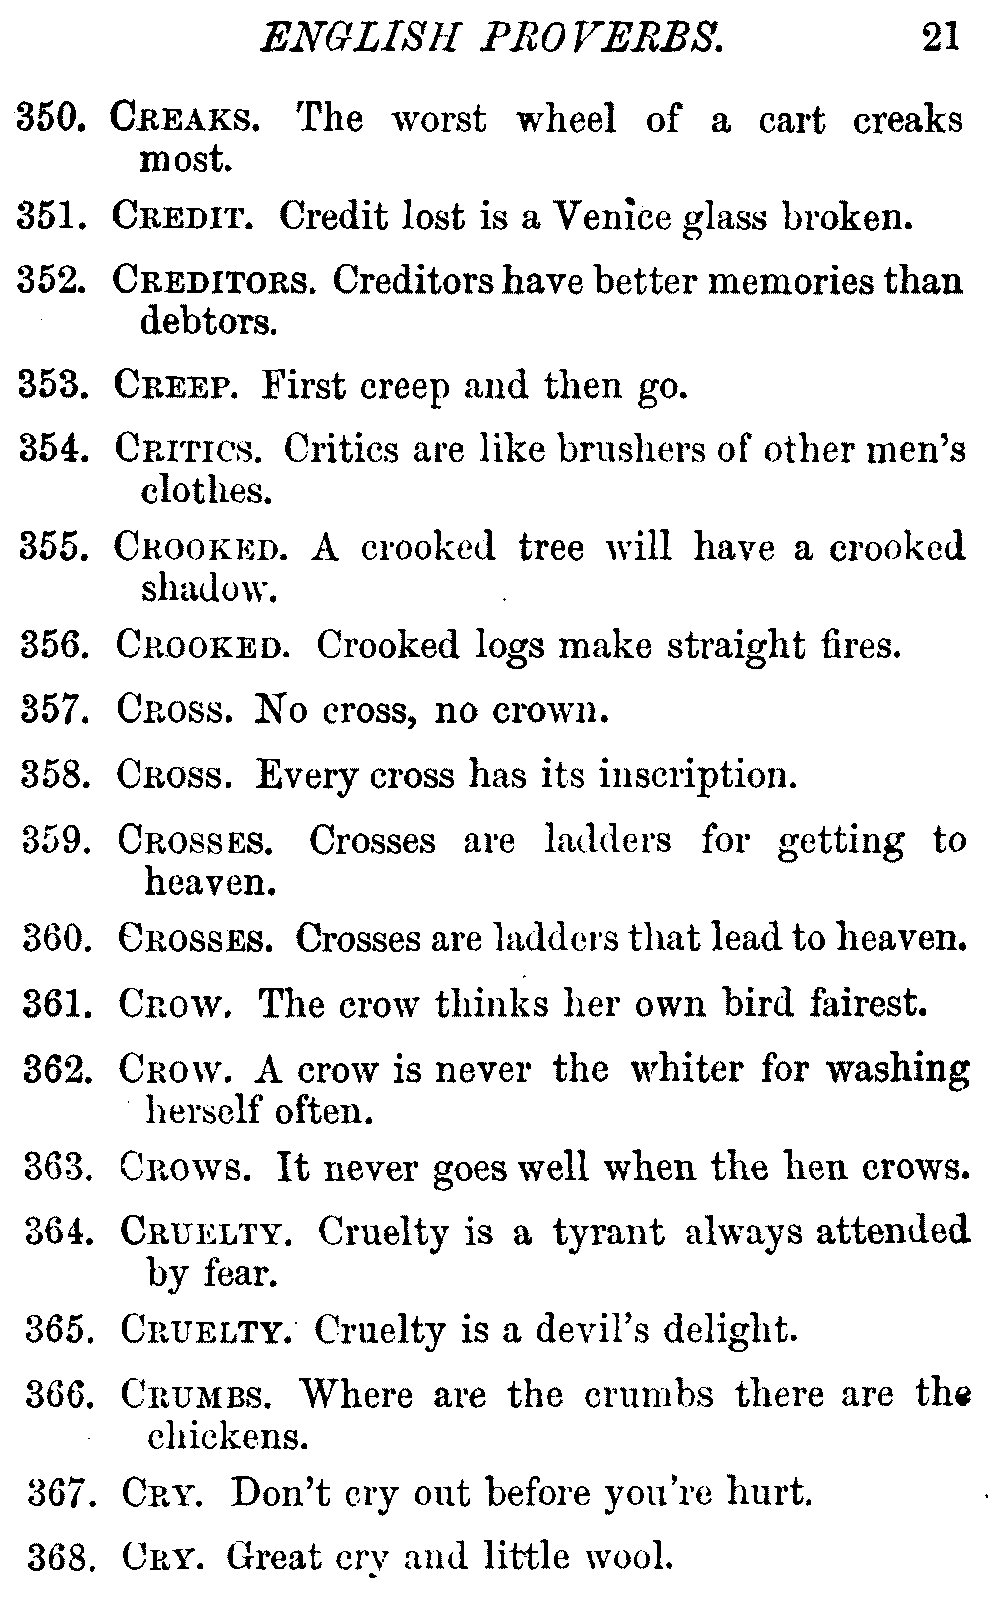 ENGLISH PROVERBS. 21
350. CREAKS. The worst wheel of a cart creaks
most.
351. CREDIT. Credit lost is a Venice glass broken.
352. CREDITORS. Creditors have better memories than
debtors.
353. CREEP. First creep and then go.
354. CRITICS. Critics are like brushers of other men's
clothes.
355. CROOKED. A crooked tree will have a crooked
shadow.
356. CROOKED. Crooked logs make straight fires.
357. CROSS. No cross, no crown.
358. CROSS. Every cross has its inscription.
359. CROSSES. Crosses are ladders for getting to
heaven.
360. CROSSES. Crosses are ladders that lead to heaven.
361. CROW. The crow thinks her own bird fairest.
362. CROW. A crow is never the whiter for washing
herself often.
363. CROWS. It never goes well when the hen crows.
364. CRUELTY. Cruelty is a tyrant always attended
by fear.
365. CRUELTY. Cruelty is a devil's delight.
366. CRUMBS. Where are the crumbs there are the
chickens.
367. CRY. Don't cry out before you're hurt.
368. CRY. Great cry and little wool.